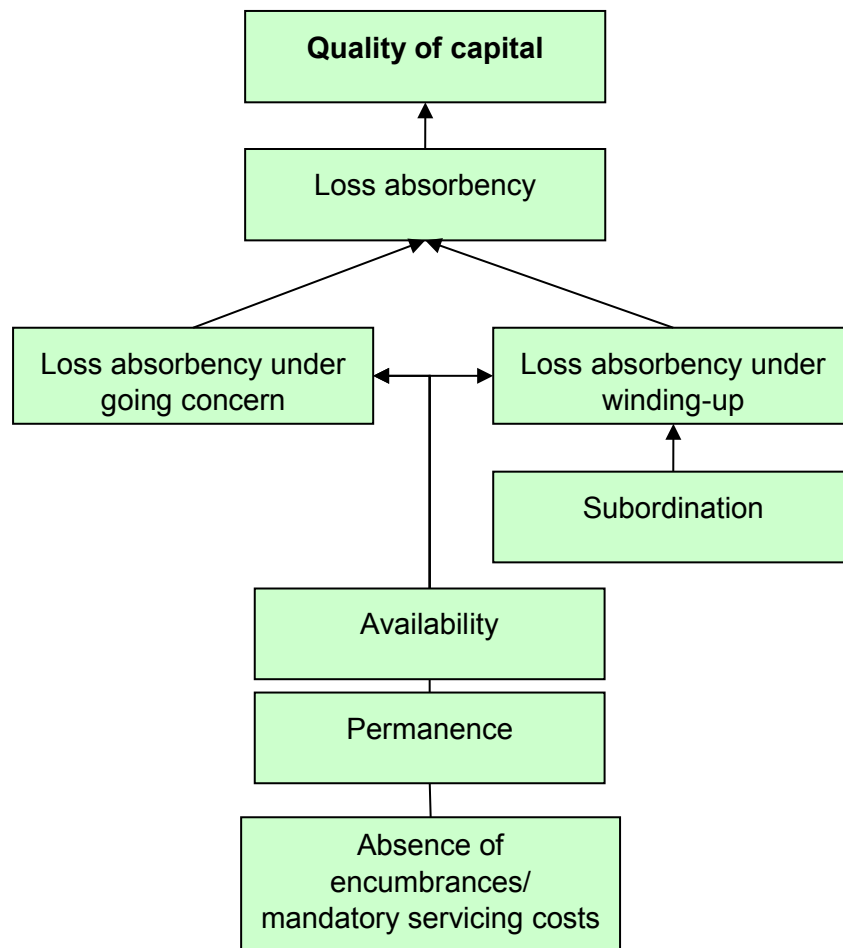 Quality of capital
Loss absorbency
Loss absorbency under
going concern
Loss absorbency under
winding-up
Subordination
Availability
Permanence
Absence of
encumbrances/
mandatory servicing costs